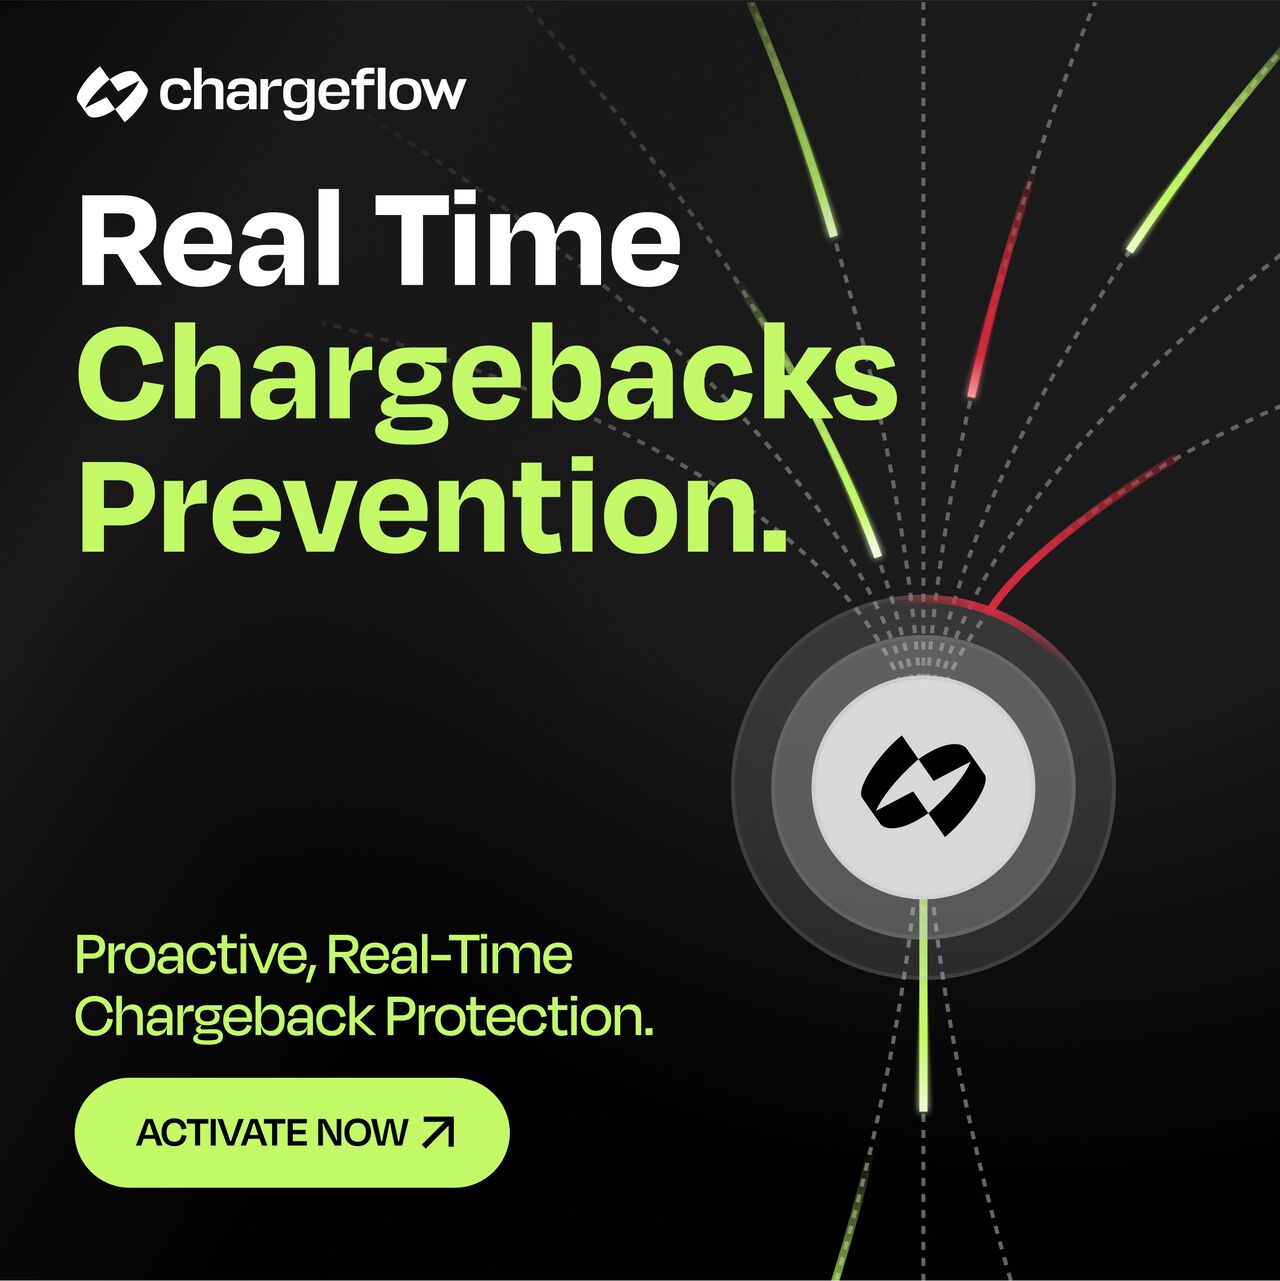 chargeflow
Real Time
Chargebacks
Prevention.
Proactive, Real-Time
Chargeback Protection.
ACTIVATE NOW